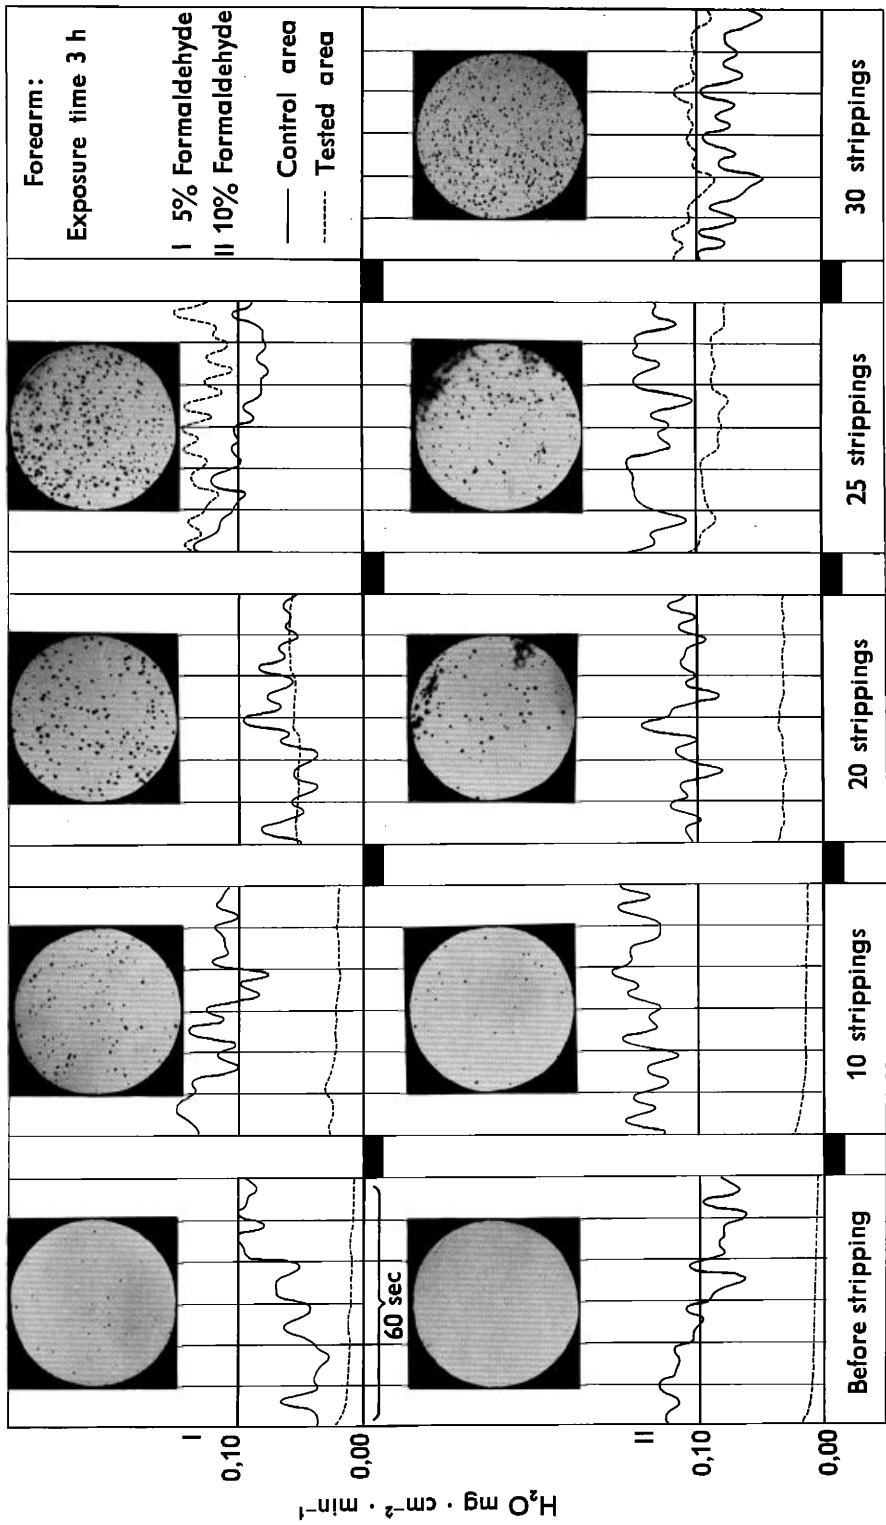 Forearm:
Exposure time 3 h
I 5% Formaldehyde
II 10% Formaldehyde
Control area
Tested area
H₂O mg · cm⁻² · min⁻¹
I
0,10
0,00
60 sec
II
0,10
0,00
Before stripping
10 strippings
20 strippings
25 strippings
30 strippings